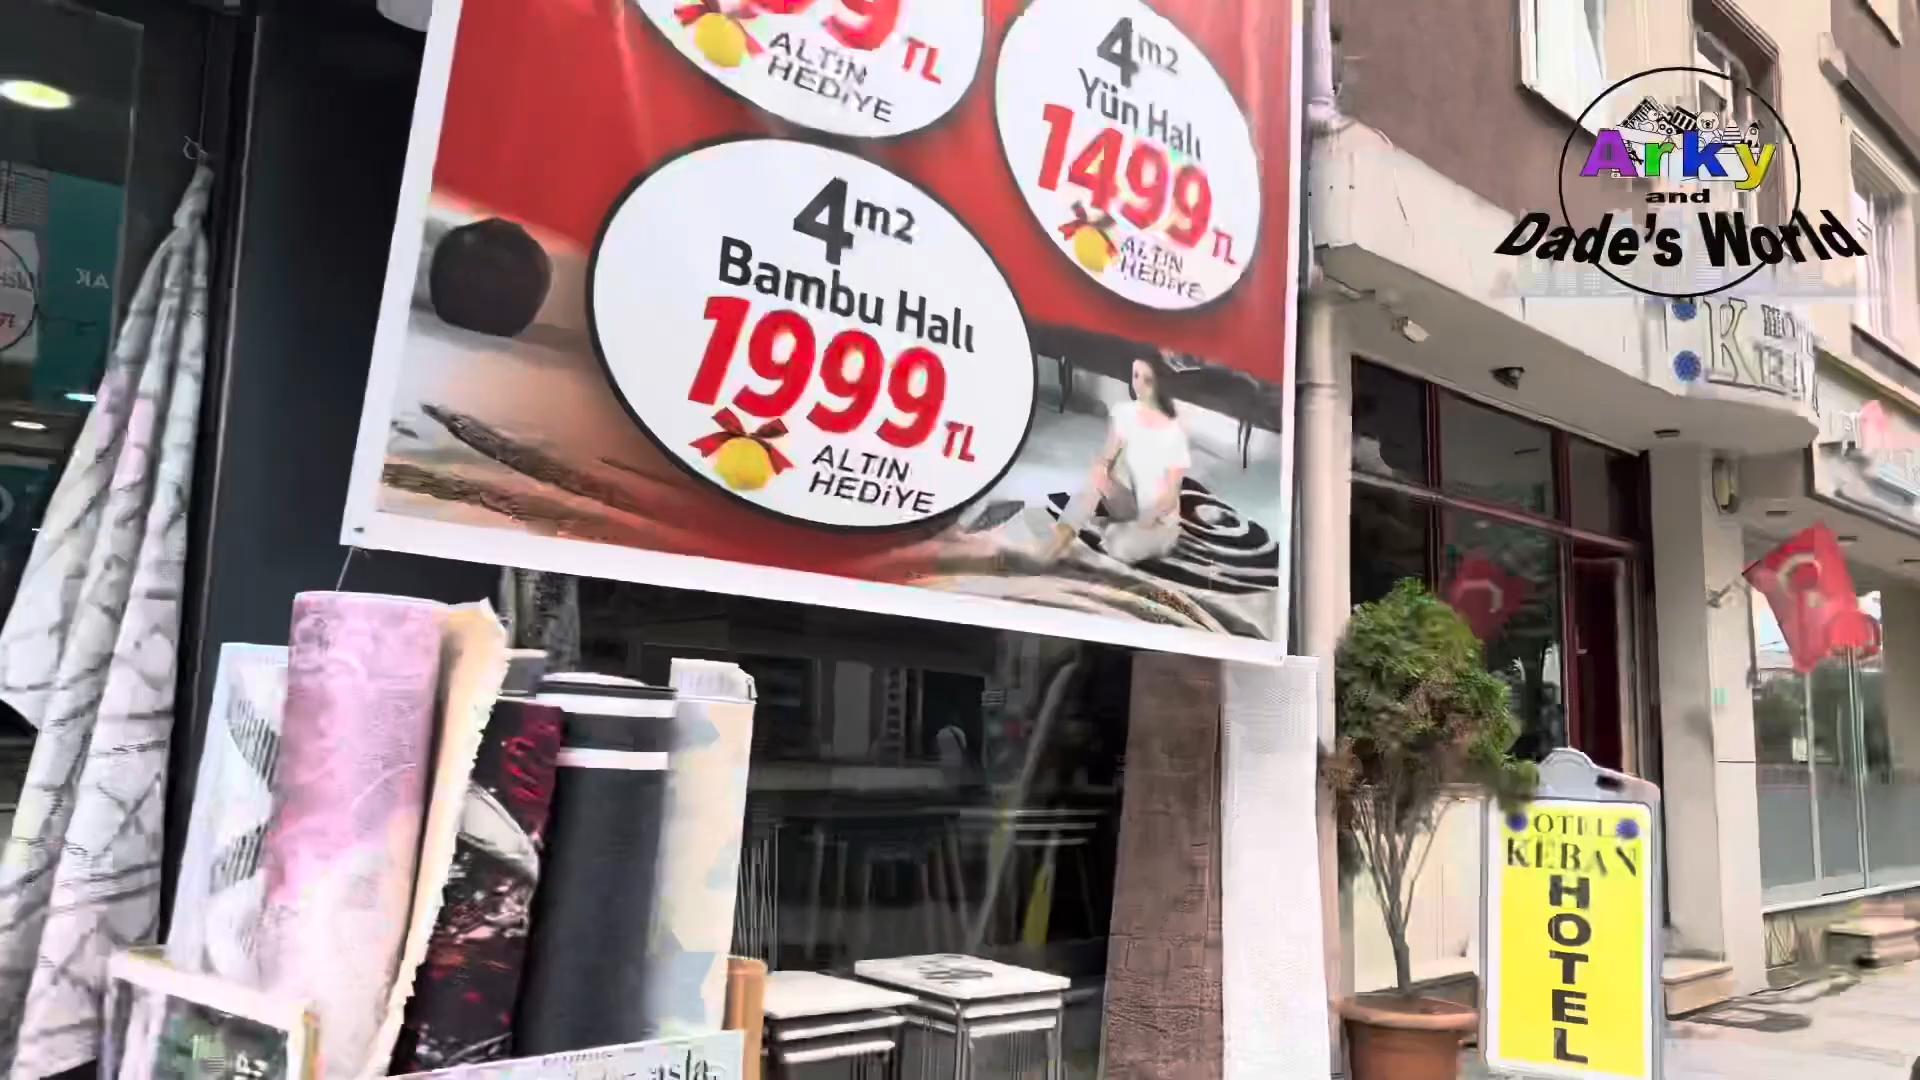 TL
ALTIN
HEDİYE
4m2
Yün Halı
1499 TL
ALTIN
HEDİYE
4m2
Bambu Halı
1999 TL
ALTIN
HEDİYE
Arky
and
Dade's World
OTEL
KEBAN
HOTEL